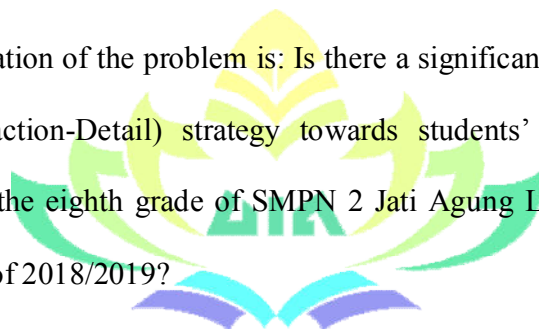 ation of the problem is: Is there a significan
action-Detail) strategy towards students'
the eighth grade of SMPN 2 Jati Agung L
of 2018/2019?